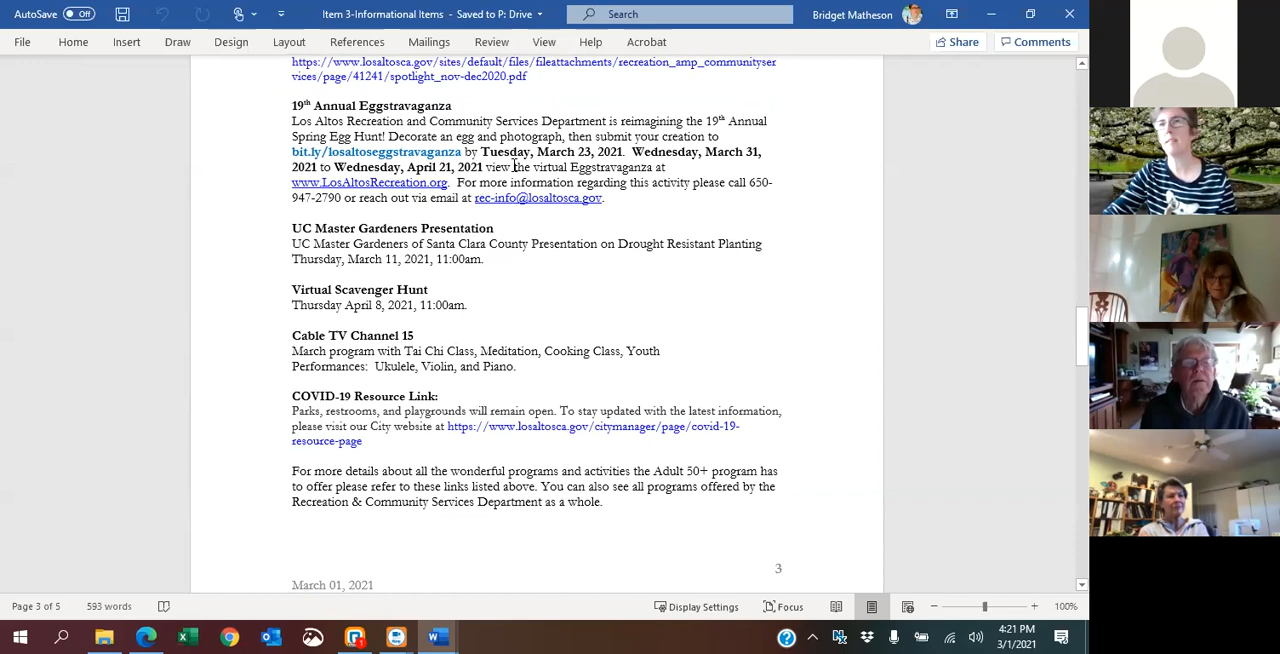 AutoSave Off Item 3-Informational Items - Saved to P: Drive Search Bridget Matheson
File Home Insert Draw Design Layout References Mailings Review View Help Acrobat Share Comments
https://www.losaltosca.gov/sites/default/files/fileattachments/recreation_amp_communityser
vices/page/41241/spotlight_nov-dec2020.pdf
19th Annual Eggstravaganza
Los Altos Recreation and Community Services Department is reimagining the 19th Annual
Spring Egg Hunt! Decorate an egg and photograph, then submit your creation to
bit.ly/losaltoseggstravaganza by Tuesday, March 23, 2021. Wednesday, March 31,
2021 to Wednesday, April 21, 2021 view the virtual Eggstravaganza at
www.LosAltosRecreation.org. For more information regarding this activity please call 650-
947-2790 or reach out via email at rec-info@losaltosca.gov.
UC Master Gardeners Presentation
UC Master Gardeners of Santa Clara County Presentation on Drought Resistant Planting
Thursday, March 11, 2021, 11:00am.
Virtual Scavenger Hunt
Thursday April 8, 2021, 11:00am.
Cable TV Channel 15
March program with Tai Chi Class, Meditation, Cooking Class, Youth
Performances: Ukulele, Violin, and Piano.
COVID-19 Resource Link:
Parks, restrooms, and playgrounds will remain open. To stay updated with the latest information,
please visit our City website at https://www.losaltosca.gov/citymanager/page/covid-19-
resource-page
For more details about all the wonderful programs and activities the Adult 50+ program has
to offer please refer to these links listed above. You can also see all programs offered by the
Recreation & Community Services Department as a whole.
3
March 01, 2021
Page 3 of 5 593 words Display Settings Focus 100%
4:21 PM
3/1/2021